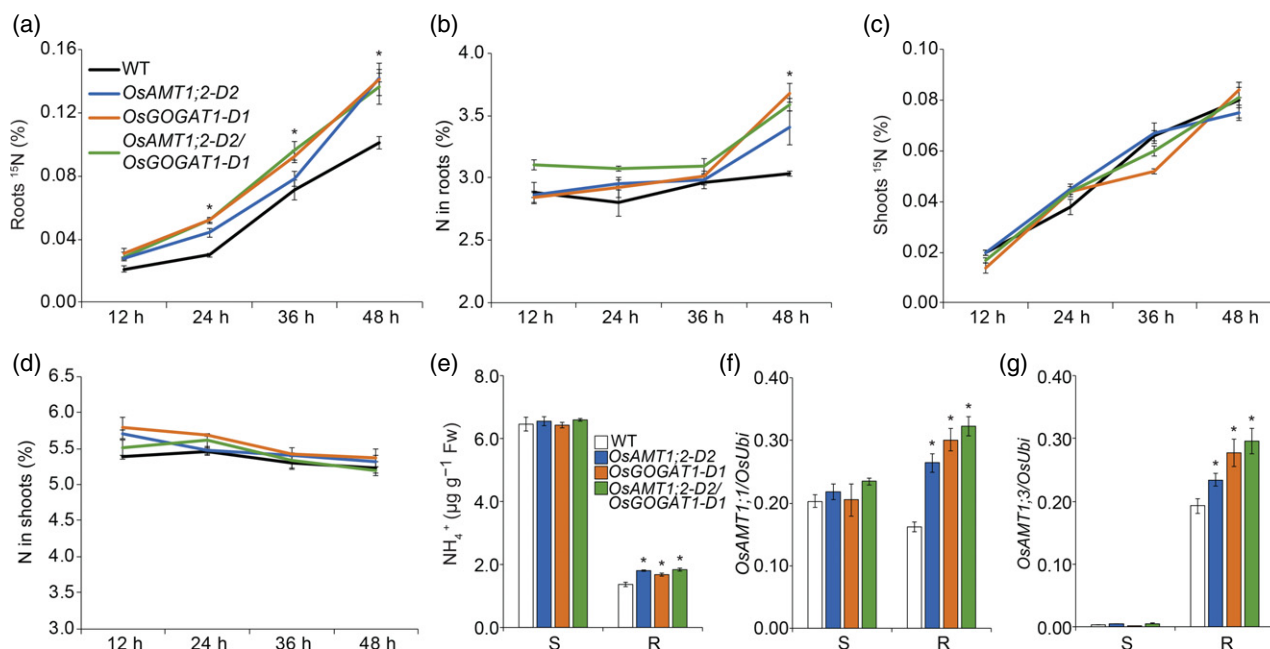 (a)
0.16
0.12
0.08
0.04
0.00
Roots ¹⁵N (%)
WT
OsAMT1;2-D2
OsGOGAT1-D1
OsAMT1;2-D2/
OsGOGAT1-D1
*
*
*
12 h 24 h 36 h 48 h
(b)
4.0
3.5
3.0
2.5
2.0
N in roots (%)
*
12 h 24 h 36 h 48 h
(c)
0.10
0.08
0.06
0.04
0.02
0.00
Shoots ¹⁵N (%)
12 h 24 h 36 h 48 h
(d)
6.5
6.0
5.5
5.0
4.5
4.0
3.5
3.0
N in shoots (%)
12 h 24 h 36 h 48 h
(e)
8.0
6.0
4.0
2.0
0.0
NH₄⁺ (µg g⁻¹ Fw)
WT
OsAMT1;2-D2
OsGOGAT1-D1
OsAMT1;2-D2/
OsGOGAT1-D1
* * *
S R
(f)
0.40
0.30
0.20
0.10
0.00
OsAMT1;1/OsUbi
* * *
S R
(g)
0.40
0.30
0.20
0.10
0.00
OsAMT1;3/OsUbi
* * *
S R